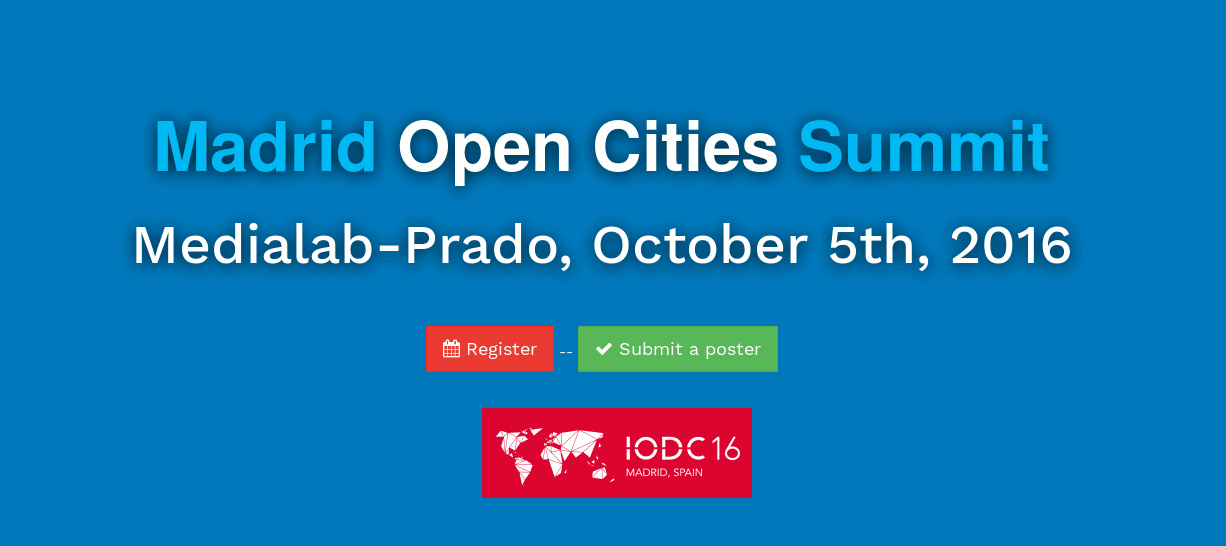 Madrid Open Cities Summit
Medialab-Prado, October 5th, 2016
Register -- Submit a poster
IODC16
MADRID, SPAIN